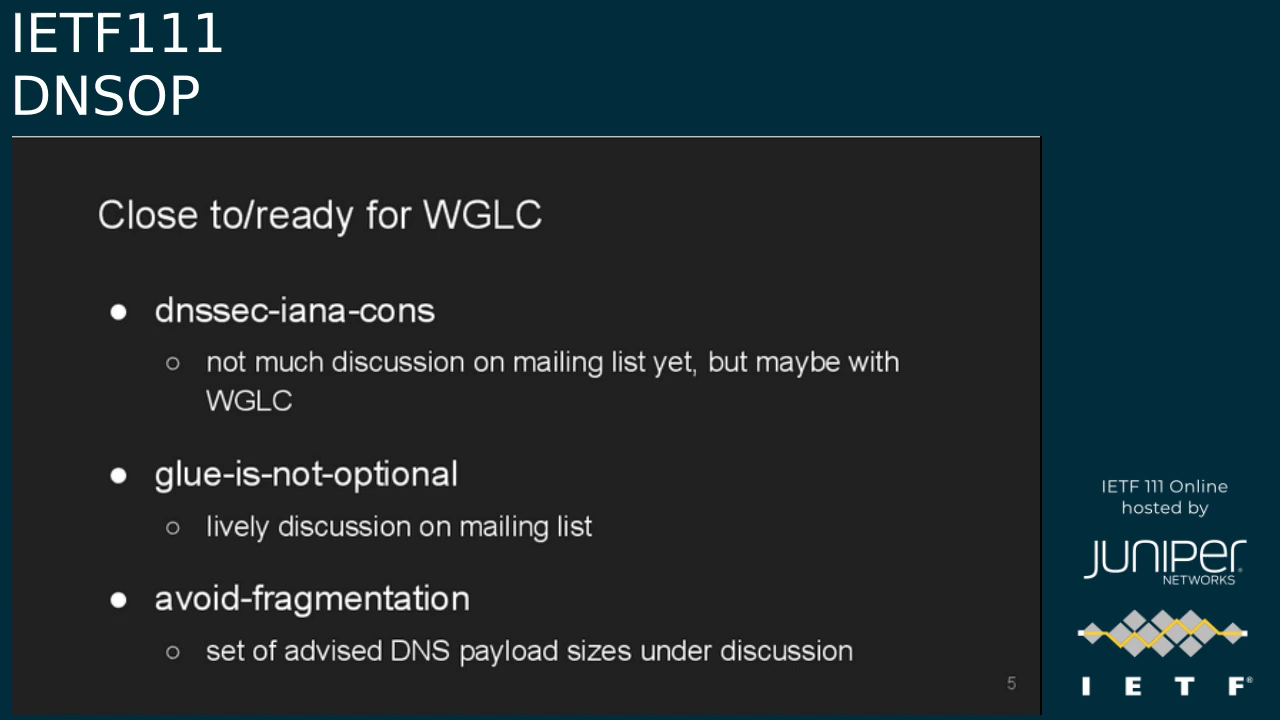 IETF111
DNSOP
Close to/ready for WGLC
● dnssec-iana-cons
○ not much discussion on mailing list yet, but maybe with
WGLC
● glue-is-not-optional
○ lively discussion on mailing list
● avoid-fragmentation
○ set of advised DNS payload sizes under discussion
5
IETF 111 Online
hosted by
JUNIPER
NETWORKS
I E T F®